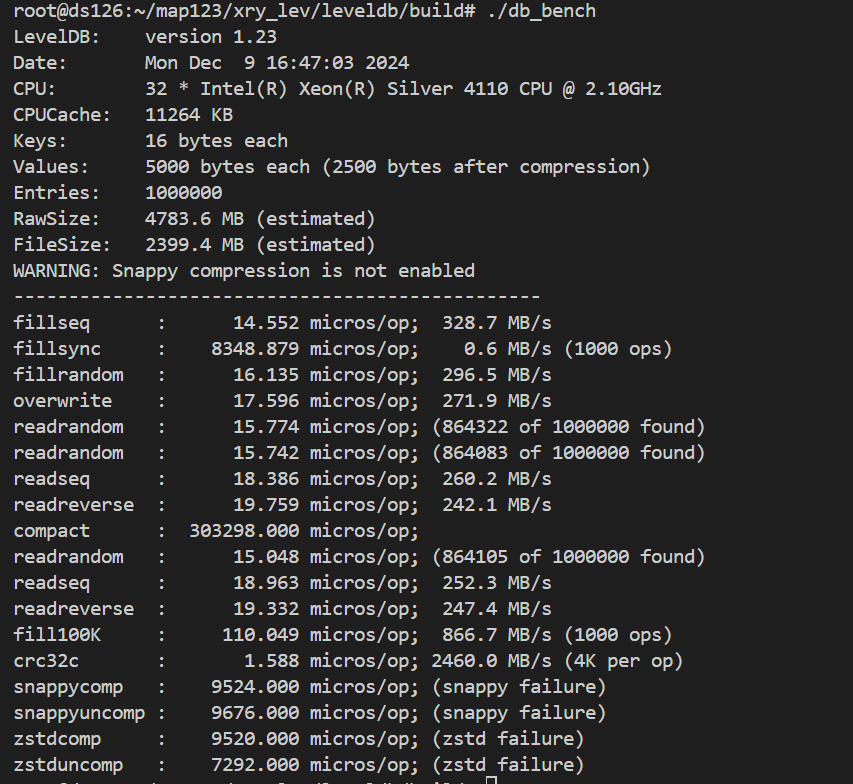 root@ds126:~/map123/xry_lev/leveldb/build# ./db_bench
LevelDB:    version 1.23
Date:       Mon Dec  9 16:47:03 2024
CPU:        32 * Intel(R) Xeon(R) Silver 4110 CPU @ 2.10GHz
CPUCache:   11264 KB
Keys:       16 bytes each
Values:     5000 bytes each (2500 bytes after compression)
Entries:    1000000
RawSize:    4783.6 MB (estimated)
FileSize:   2399.4 MB (estimated)
WARNING: Snappy compression is not enabled
------------------------------------------------
fillseq      :      14.552 micros/op;  328.7 MB/s
fillsync     :    8348.879 micros/op;    0.6 MB/s (1000 ops)
fillrandom   :      16.135 micros/op;  296.5 MB/s
overwrite    :      17.596 micros/op;  271.9 MB/s
readrandom   :      15.774 micros/op; (864322 of 1000000 found)
readrandom   :      15.742 micros/op; (864083 of 1000000 found)
readseq      :      18.386 micros/op;  260.2 MB/s
readreverse  :      19.759 micros/op;  242.1 MB/s
compact      :  303298.000 micros/op;
readrandom   :      15.048 micros/op; (864105 of 1000000 found)
readseq      :      18.963 micros/op;  252.3 MB/s
readreverse  :      19.332 micros/op;  247.4 MB/s
fill100K     :     110.049 micros/op;  866.7 MB/s (1000 ops)
crc32c       :       1.588 micros/op; 2460.0 MB/s (4K per op)
snappycomp   :    9524.000 micros/op; (snappy failure)
snappyuncomp :    9676.000 micros/op; (snappy failure)
zstdcomp     :    9520.000 micros/op; (zstd failure)
zstduncomp   :    7292.000 micros/op; (zstd failure)